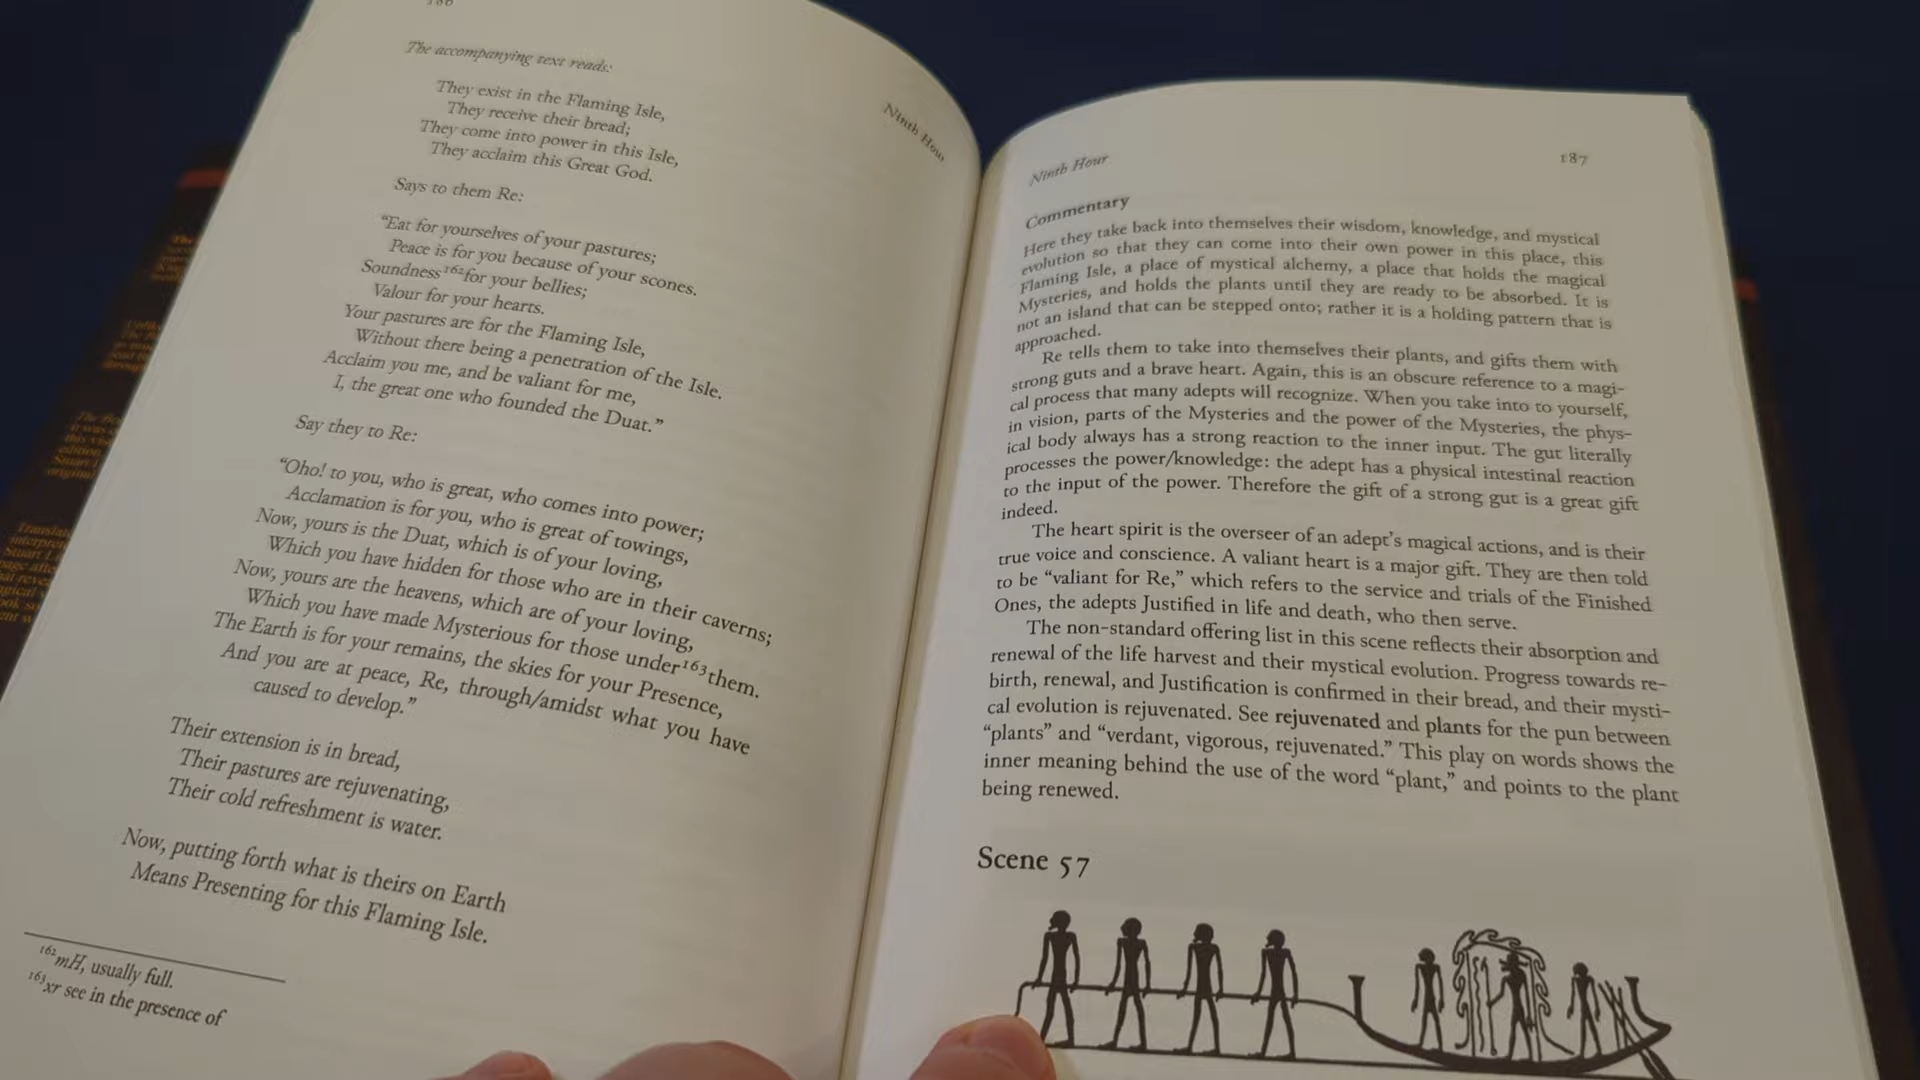 186
Ninth Hour
The accompanying text reads:
They exist in the Flaming Isle,
They receive their bread;
They come into power in this Isle,
They acclaim this Great God.
Says to them Re:
“Eat for yourselves of your pastures;
Peace is for you because of your scones.
Soundness¹⁶² for your bellies;
Valour for your hearts.
Your pastures are for the Flaming Isle,
Without there being a penetration of the Isle.
Acclaim you me, and be valiant for me,
I, the great one who founded the Duat.”
Say they to Re:
“Oho! to you, who is great, who comes into power;
Acclamation is for you, who is great of towings,
Now, yours is the Duat, which is of your loving,
Which you have hidden for those who are in their caverns;
Now, yours are the heavens, which are of your loving,
Which you have made Mysterious for those under¹⁶³ them.
The Earth is for your remains, the skies for your Presence,
And you are at peace, Re, through/amidst what you have
caused to develop.”
Their extension is in bread,
Their pastures are rejuvenating,
Their cold refreshment is water.
Now, putting forth what is theirs on Earth
Means Presenting for this Flaming Isle.
¹⁶²mH, usually full.
¹⁶³xr see in the presence of
Ninth Hour 187
Commentary
Here they take back into themselves their wisdom, knowledge, and mystical
evolution so that they can come into their own power in this place, this
Flaming Isle, a place of mystical alchemy, a place that holds the magical
Mysteries, and holds the plants until they are ready to be absorbed. It is
not an island that can be stepped onto; rather it is a holding pattern that is
approached.
Re tells them to take into themselves their plants, and gifts them with
strong guts and a brave heart. Again, this is an obscure reference to a magi-
cal process that many adepts will recognize. When you take into to yourself,
in vision, parts of the Mysteries and the power of the Mysteries, the phys-
ical body always has a strong reaction to the inner input. The gut literally
processes the power/knowledge: the adept has a physical intestinal reaction
to the input of the power. Therefore the gift of a strong gut is a great gift
indeed.
The heart spirit is the overseer of an adept’s magical actions, and is their
true voice and conscience. A valiant heart is a major gift. They are then told
to be “valiant for Re,” which refers to the service and trials of the Finished
Ones, the adepts Justified in life and death, who then serve.
The non-standard offering list in this scene reflects their absorption and
renewal of the life harvest and their mystical evolution. Progress towards re-
birth, renewal, and Justification is confirmed in their bread, and their mysti-
cal evolution is rejuvenated. See rejuvenated and plants for the pun between
“plants” and “verdant, vigorous, rejuvenated.” This play on words shows the
inner meaning behind the use of the word “plant,” and points to the plant
being renewed.
Scene 57